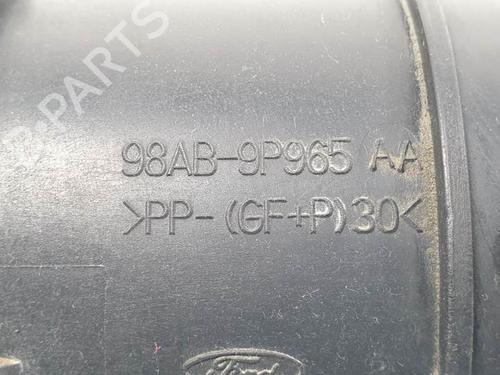 PARTS
98AB-9P965 AA
>PP-(GF+P)30<
Ford